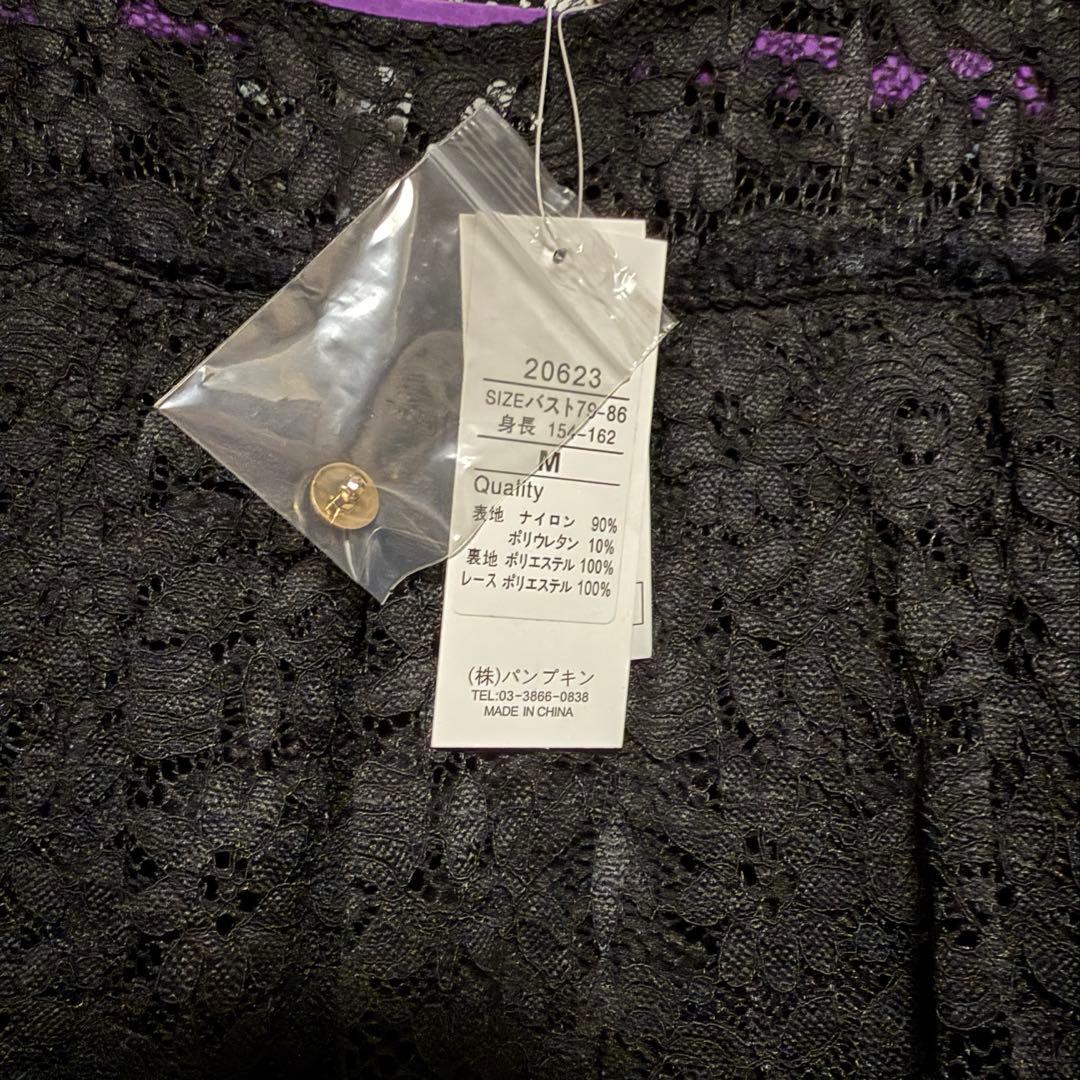 20623
SIZEバスト79-86
身長 154-162
M
Quality
表地 ナイロン 90%
ポリウレタン 10%
裏地 ポリエステル 100%
レース ポリエステル 100%
(株)パンプキン
TEL:03-3866-0838
MADE IN CHINA